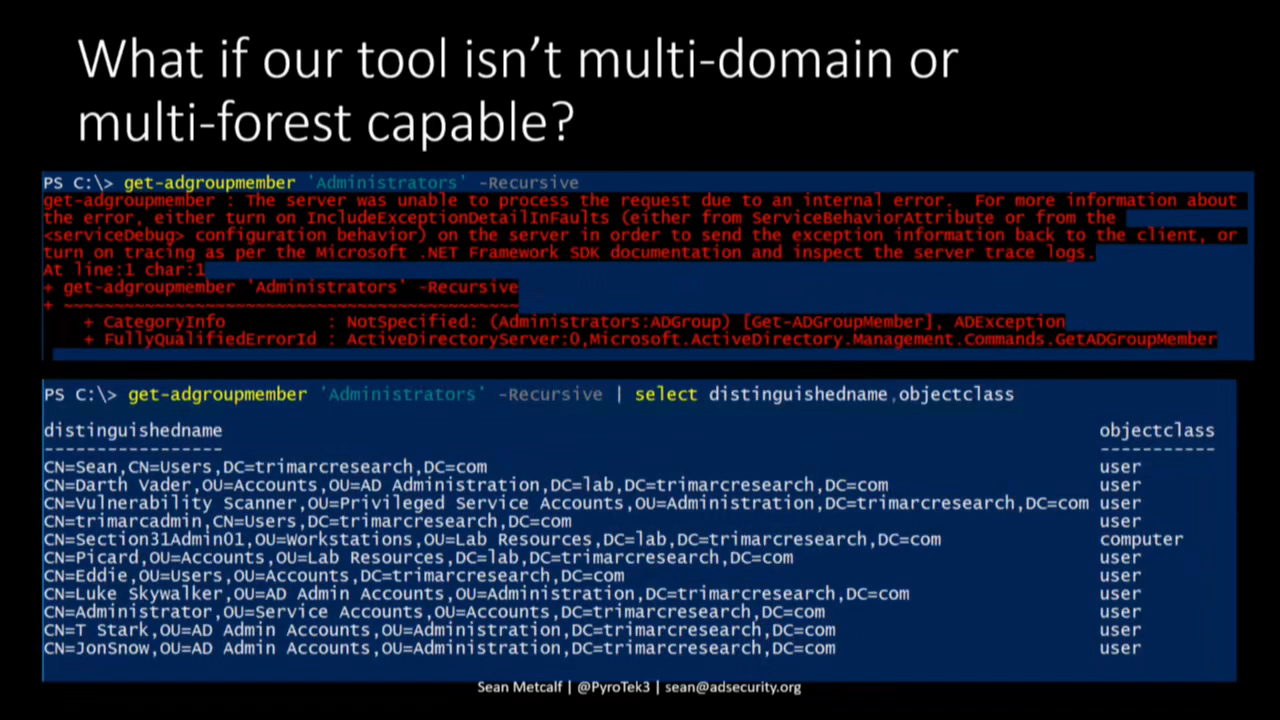 What if our tool isn't multi-domain or
multi-forest capable?
PS C:\> get-adgroupmember 'Administrators' -Recursive
get-adgroupmember : The server was unable to process the request due to an internal error.  For more information about
the error, either turn on IncludeExceptionDetailInFaults (either from ServiceBehaviorAttribute or from the
<serviceDebug> configuration behavior) on the server in order to send the exception information back to the client, or
turn on tracing as per the Microsoft .NET Framework SDK documentation and inspect the server trace logs.
At line:1 char:1
+ get-adgroupmember 'Administrators' -Recursive
+ ~~~~~~~~~~~~~~~~~~~~~~~~~~~~~~~~~~~~~~~~~~~~~
+ CategoryInfo : NotSpecified: (Administrators:ADGroup) [Get-ADGroupMember], ADException
+ FullyQualifiedErrorId : ActiveDirectoryServer:0,Microsoft.ActiveDirectory.Management.Commands.GetADGroupMember
PS C:\> get-adgroupmember 'Administrators' -Recursive | select distinguishedname,objectclass
distinguishedname objectclass
----------------- -----------
CN=Sean,CN=Users,DC=trimarcresearch,DC=com user
CN=Darth Vader,OU=Accounts,OU=AD Administration,DC=lab,DC=trimarcresearch,DC=com user
CN=Vulnerability Scanner,OU=Privileged Service Accounts,OU=Administration,DC=trimarcresearch,DC=com user
CN=trimarcadmin,CN=Users,DC=trimarcresearch,DC=com user
CN=Section31Admin01,OU=Workstations,OU=Lab Resources,DC=lab,DC=trimarcresearch,DC=com computer
CN=Picard,OU=Accounts,OU=Lab Resources,DC=lab,DC=trimarcresearch,DC=com user
CN=Eddie,OU=Users,OU=Accounts,DC=trimarcresearch,DC=com user
CN=Luke Skywalker,OU=AD Admin Accounts,OU=Administration,DC=trimarcresearch,DC=com user
CN=Administrator,OU=Service Accounts,OU=Accounts,DC=trimarcresearch,DC=com user
CN=T Stark,OU=AD Admin Accounts,OU=Administration,DC=trimarcresearch,DC=com user
CN=JonSnow,OU=AD Admin Accounts,OU=Administration,DC=trimarcresearch,DC=com user
Sean Metcalf | @PyroTek3 | sean@adsecurity.org